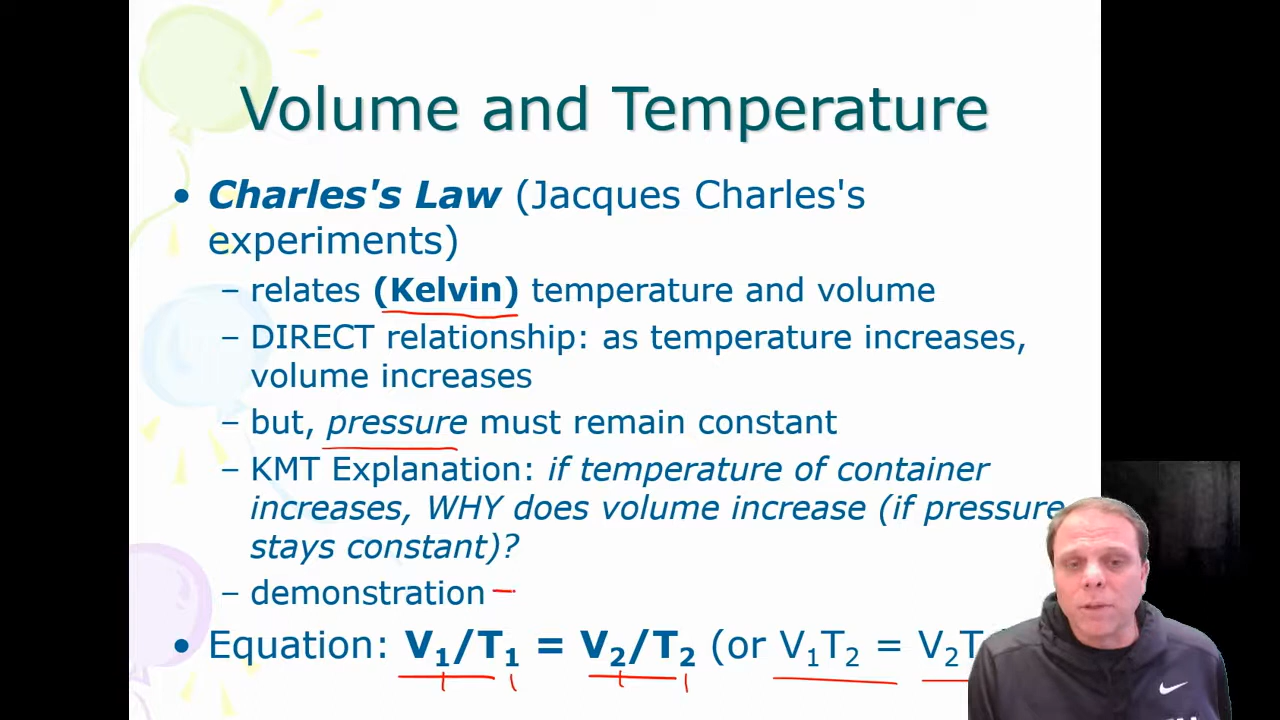 Volume and Temperature
• Charles's Law (Jacques Charles's
experiments)
– relates (Kelvin) temperature and volume
– DIRECT relationship: as temperature increases,
volume increases
– but, pressure must remain constant
– KMT Explanation: if temperature of container
increases, WHY does volume increase (if pressure
stays constant)?
– demonstration
• Equation: V₁/T₁ = V₂/T₂ (or V₁T₂ = V₂T